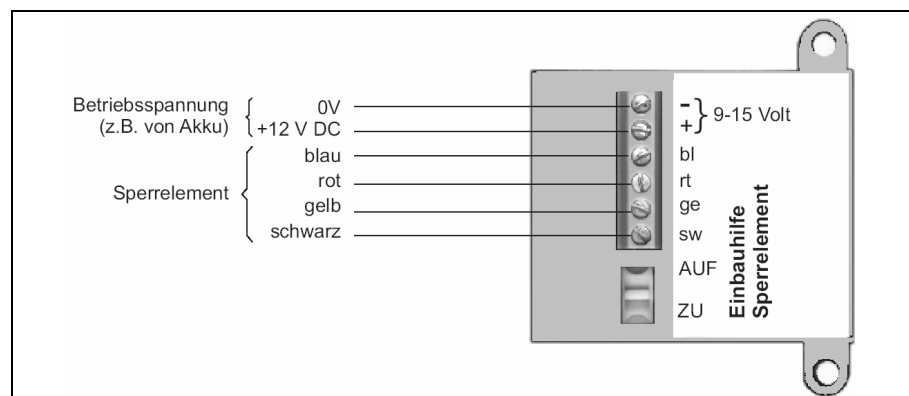 Betriebsspannung
(z.B. von Akku)
0V
+12 V DC
Sperrelement
blau
rot
gelb
schwarz
-
+
9-15 Volt
bl
rt
ge
sw
AUF
ZU
Einbauhilfe
Sperrelement